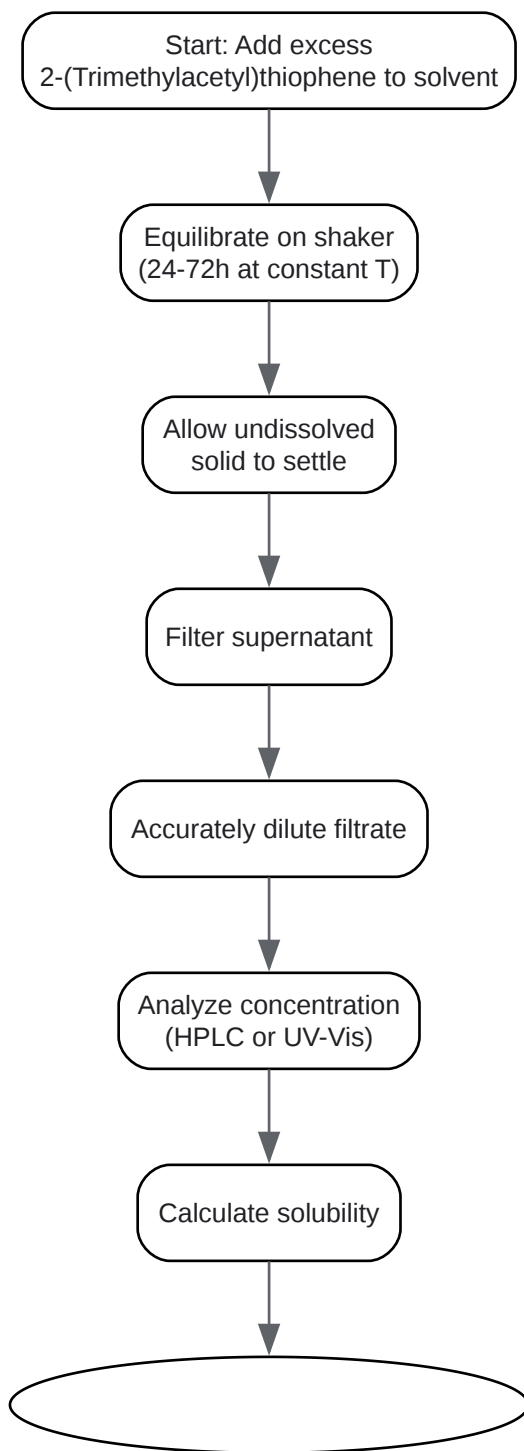 Start: Add excess
2-(Trimethylacetyl)thiophene to solvent
Equilibrate on shaker
(24-72h at constant T)
Allow undissolved
solid to settle
Filter supernatant
Accurately dilute filtrate
Analyze concentration
(HPLC or UV-Vis)
Calculate solubility